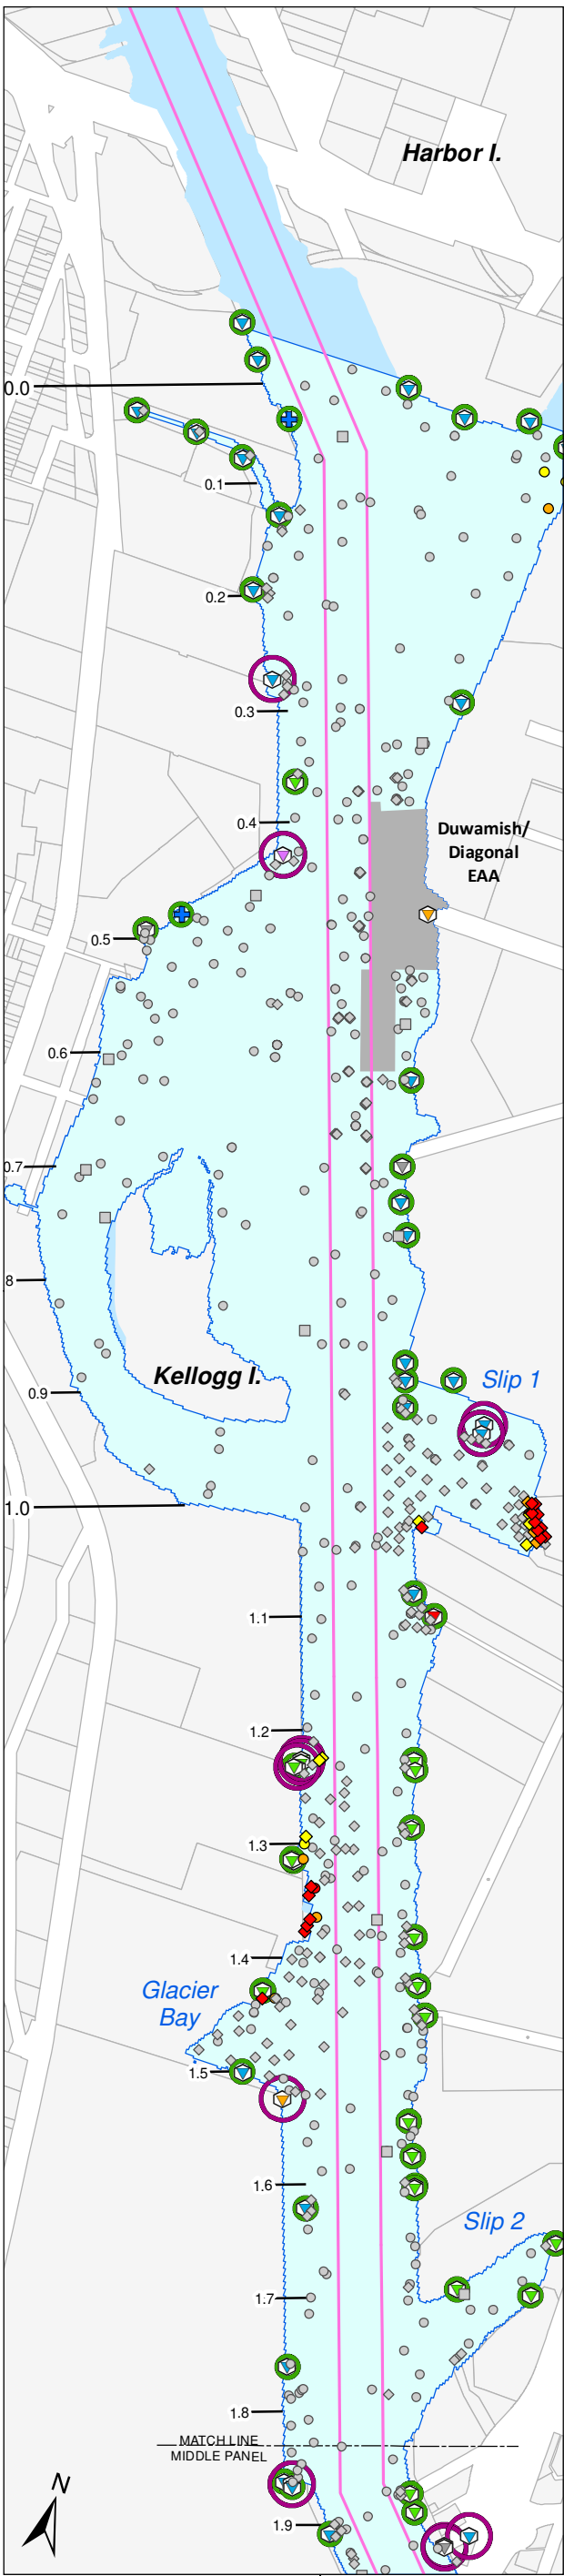 Harbor I.
0.0
0.1
0.2
0.3
0.4
Duwamish/
Diagonal
EAA
0.5
0.6
0.7
8
Kellogg I.
Slip 1
0.9
1.0
1.1
1.2
1.3
1.4
Glacier
Bay
1.5
1.6
Slip 2
1.7
1.8
MATCH LINE
MIDDLE PANEL
N
1.9